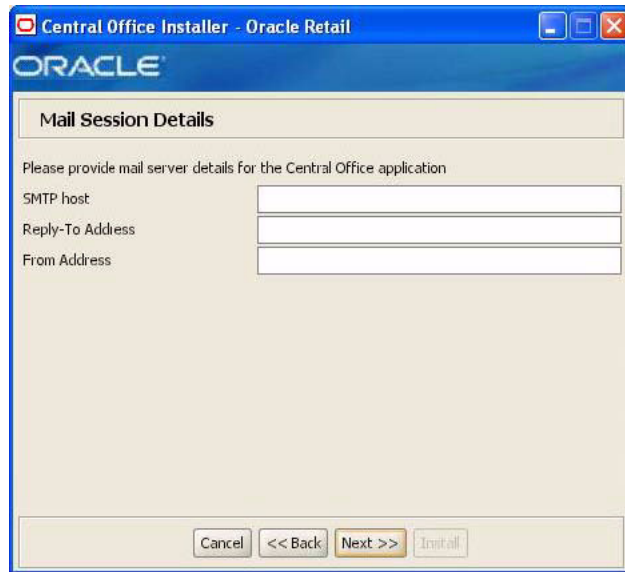 Central Office Installer - Oracle Retail
ORACLE
Mail Session Details
Please provide mail server details for the Central Office application
SMTP host
Reply-To Address
From Address
Cancel << Back Next >> Install